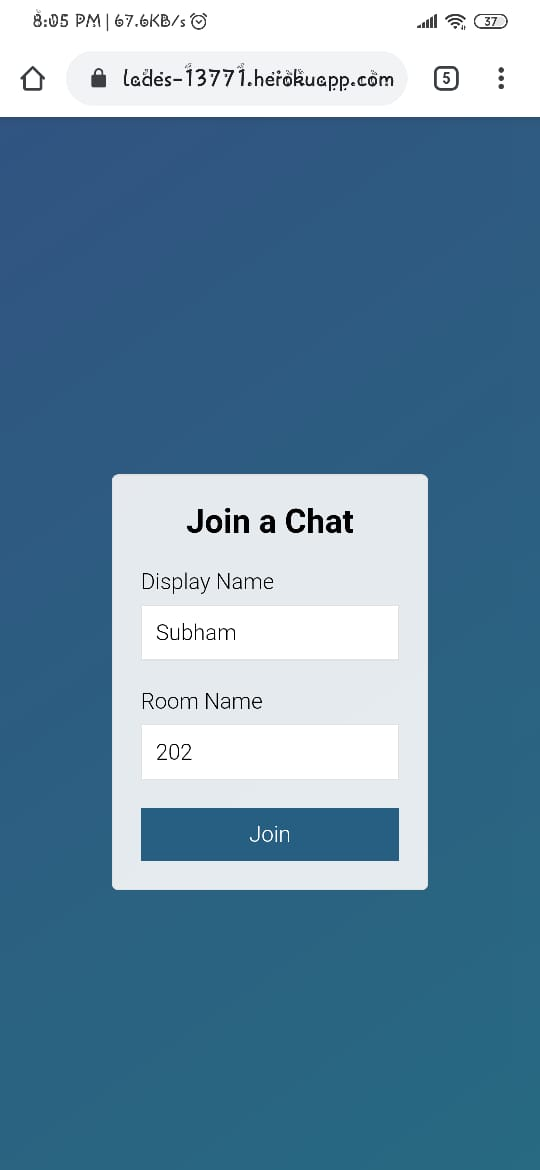 8:05 PM | 67.6KB/s
37
lades-13771.herokuapp.com
5
Join a Chat
Display Name
Subham
Room Name
202
Join